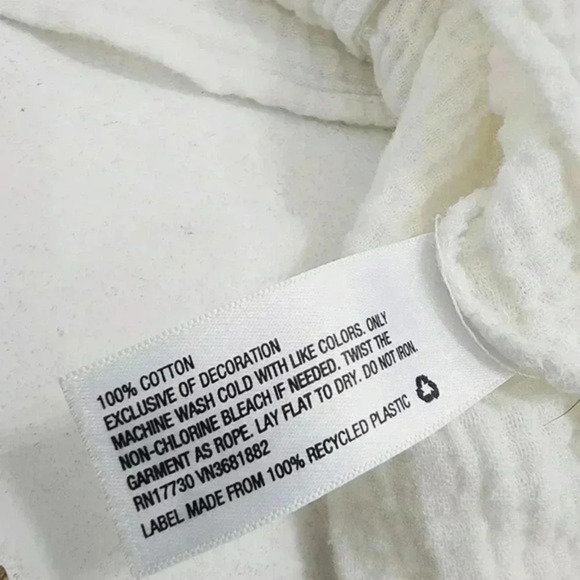 100% COTTON
EXCLUSIVE OF DECORATION
MACHINE WASH COLD WITH LIKE COLORS. ONLY
NON-CHLORINE BLEACH IF NEEDED. TWIST THE
GARMENT AS ROPE. LAY FLAT TO DRY. DO NOT IRON.
RN17730 VN3681882
LABEL MADE FROM 100% RECYCLED PLASTIC